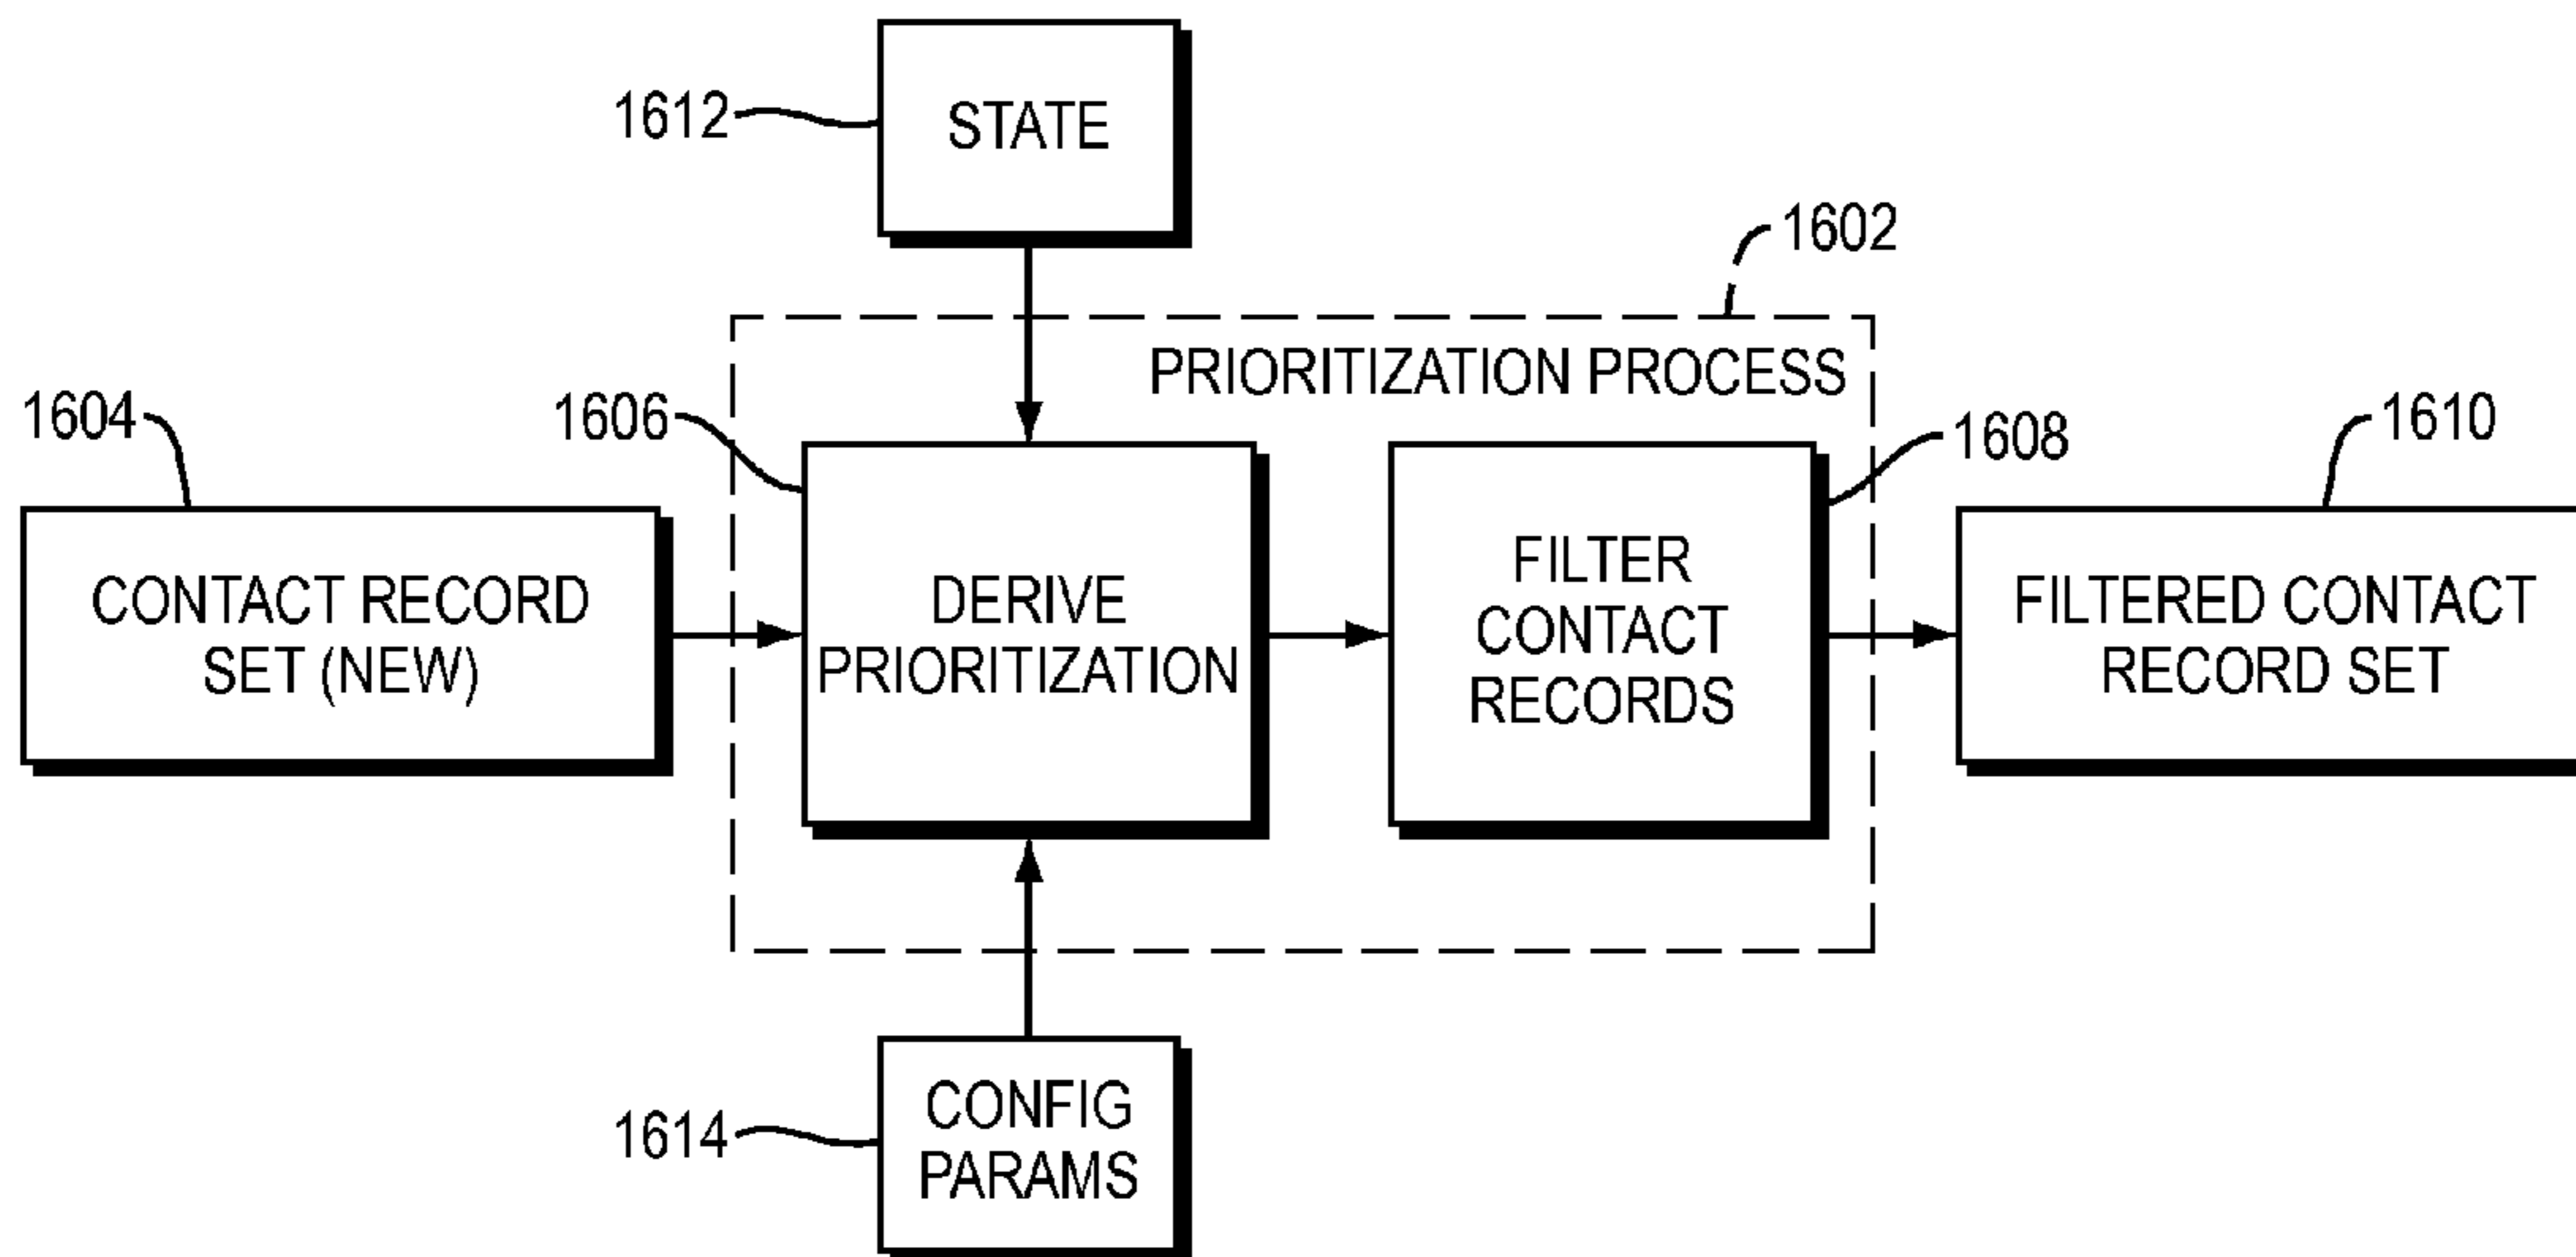 1612
STATE
1602
PRIORITIZATION PROCESS
1604
1606
1608
1610
CONTACT RECORD
SET (NEW)
DERIVE
PRIORITIZATION
FILTER
CONTACT
RECORDS
FILTERED CONTACT
RECORD SET
1614
CONFIG
PARAMS